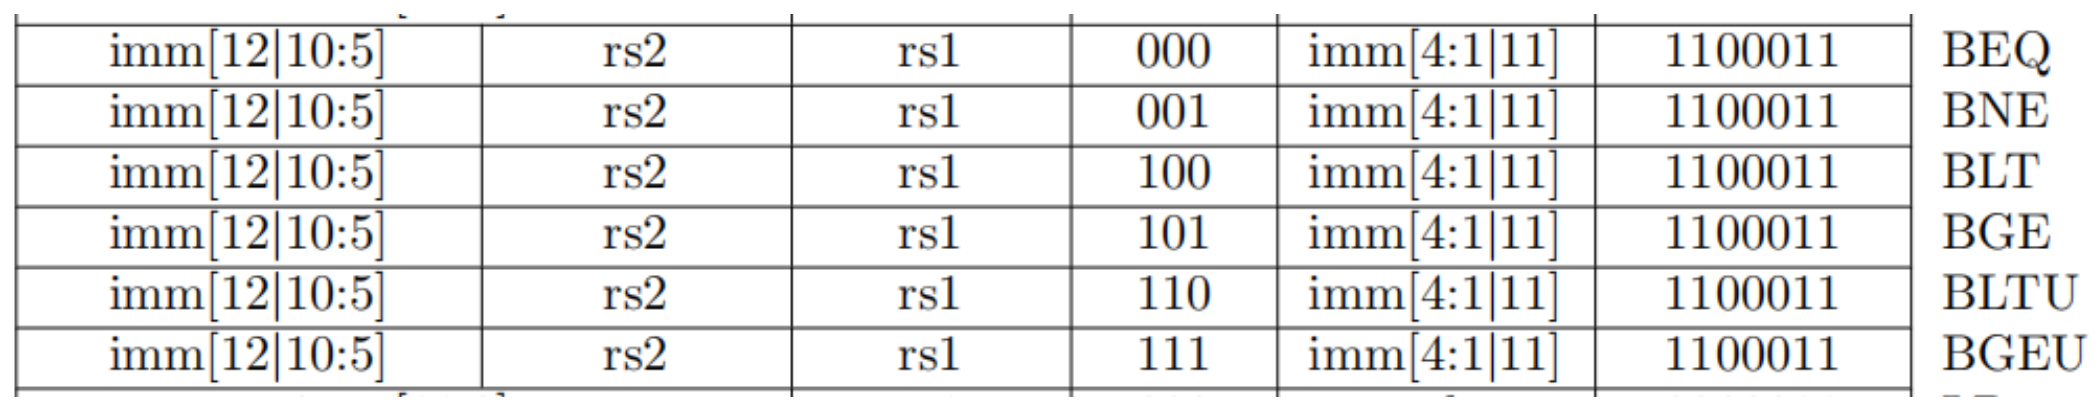 imm[12|10:5] rs2 rs1 000 imm[4:1|11] 1100011 BEQ
imm[12|10:5] rs2 rs1 001 imm[4:1|11] 1100011 BNE
imm[12|10:5] rs2 rs1 100 imm[4:1|11] 1100011 BLT
imm[12|10:5] rs2 rs1 101 imm[4:1|11] 1100011 BGE
imm[12|10:5] rs2 rs1 110 imm[4:1|11] 1100011 BLTU
imm[12|10:5] rs2 rs1 111 imm[4:1|11] 1100011 BGEU